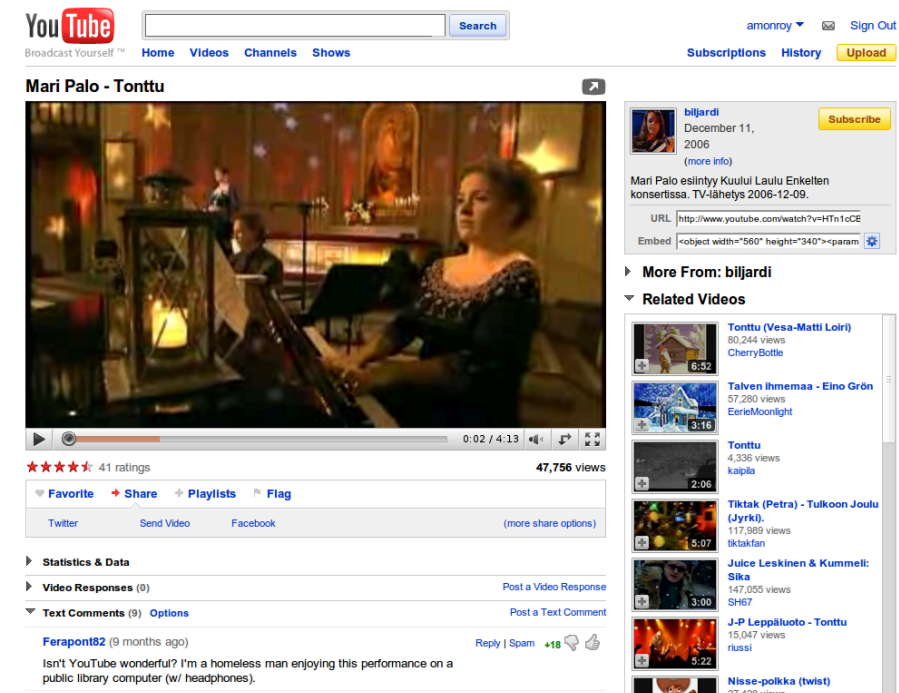 YouTube
Search
amonroy
Sign Out
Broadcast Yourself ™
Home Videos Channels Shows
Subscriptions History Upload
Mari Palo - Tonttu
biljardi
December 11,
2006
(more info)
Subscribe
Mari Palo esiintyy Kuului Laulu Enkelten
konsertissa. TV-lähetys 2006-12-09.
URL http://www.youtube.com/watch?v=HTn1cCE
Embed <object width="560" height="340"><param
More From: biljardi
Related Videos
Tonttu (Vesa-Matti Loiri)
80,244 views
CherryBottle
6:52
Talven ihmemaa - Eino Grön
57,280 views
EerieMoonlight
3:16
Tonttu
4,336 views
kaipila
2:06
Tiktak (Petra) - Tulkoon Joulu
(Jyrki).
117,989 views
tiktakfan
5:07
Juice Leskinen & Kummeli:
Sika
147,055 views
SH67
3:00
J-P Leppäluoto - Tonttu
15,047 views
riussi
5:22
Nisse-polkka (twist)
0:02 / 4:13
41 ratings
47,756 views
Favorite Share Playlists Flag
Twitter Send Video Facebook (more share options)
Statistics & Data
Video Responses (0) Post a Video Response
Text Comments (9) Options Post a Text Comment
Ferapont82 (9 months ago) Reply | Spam +18
Isn't YouTube wonderful? I'm a homeless man enjoying this performance on a
public library computer (w/ headphones).